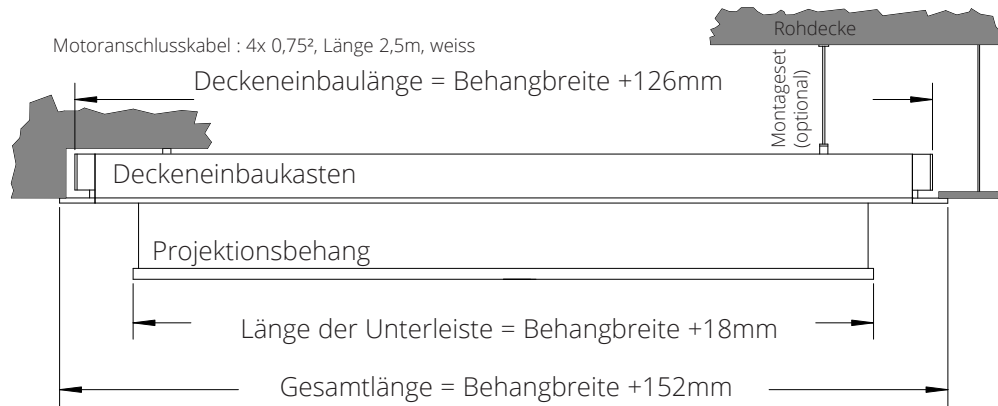 Rohdecke
Motoranschlusskabel : 4x 0,75², Länge 2,5m, weiss
Deckeneinbaulänge = Behangbreite +126mm
Montageset
(optional)
Deckeneinbaukasten
Projektionsbehang
Länge der Unterleiste = Behangbreite +18mm
Gesamtlänge = Behangbreite +152mm